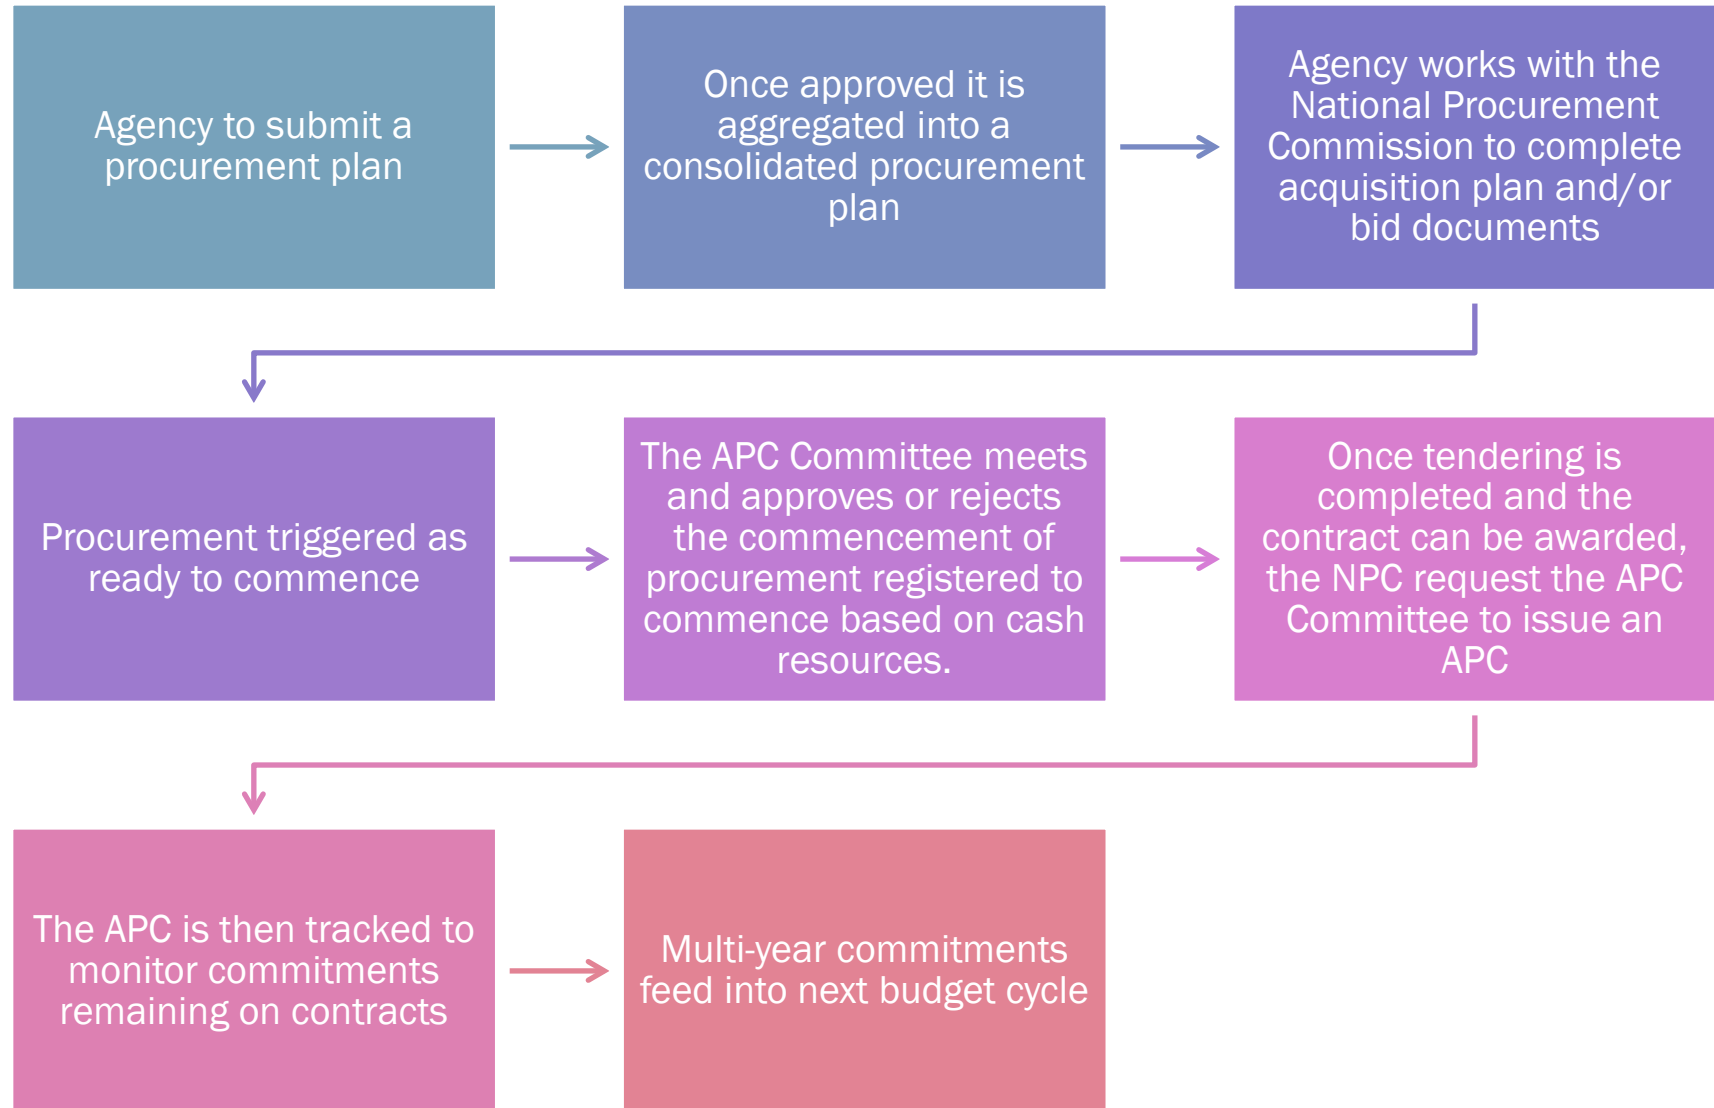 Agency to submit a
procurement plan
Once approved it is
aggregated into a
consolidated procurement
plan
Agency works with the
National Procurement
Commission to complete
acquisition plan and/or
bid documents
Procurement triggered as
ready to commence
The APC Committee meets
and approves or rejects
the commencement of
procurement registered to
commence based on cash
resources.
Once tendering is
completed and the
contract can be awarded,
the NPC request the APC
Committee to issue an
APC
The APC is then tracked to
monitor commitments
remaining on contracts
Multi-year commitments
feed into next budget cycle